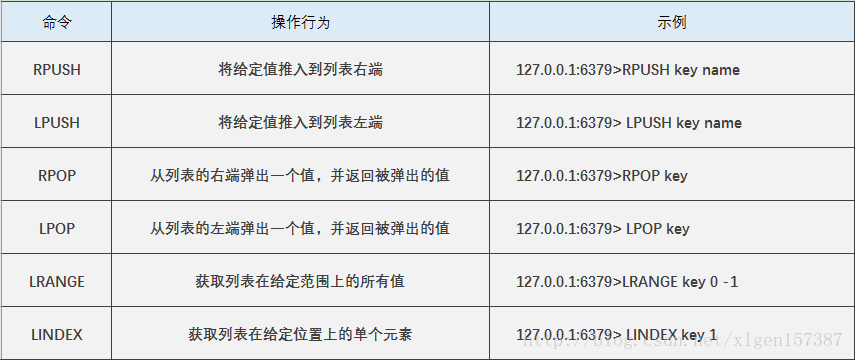 命令 操作行为 示例
RPUSH 将给定值推入到列表右端 127.0.0.1:6379>RPUSH key name
LPUSH 将给定值推入到列表左端 127.0.0.1:6379> LPUSH key name
RPOP 从列表的右端弹出一个值，并返回被弹出的值 127.0.0.1:6379>RPOP key
LPOP 从列表的左端弹出一个值，并返回被弹出的值 127.0.0.1:6379> LPOP key
LRANGE 获取列表在给定范围上的所有值 127.0.0.1:6379>LRANGE key 0 -1
LINDEX 获取列表在给定位置上的单个元素 127.0.0.1:6379> LINDEX key 1
http://blog.csdn.net/xlgen157387